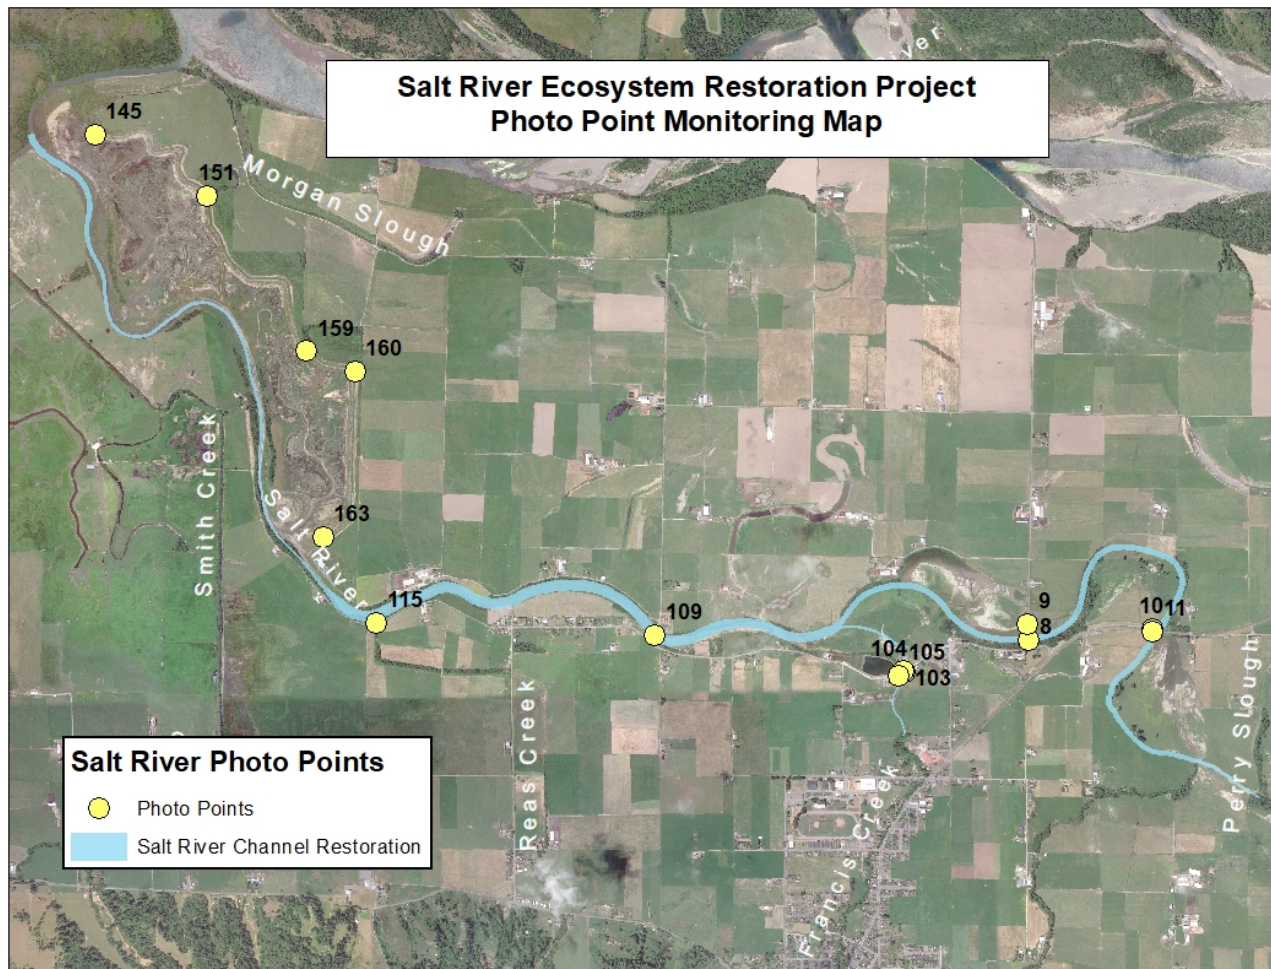 Salt River Ecosystem Restoration Project
Photo Point Monitoring Map
ver
145
151
Morgan Slough
159
160
Smith Creek
Salt River
163
115
109
9
8
10
11
104
105
103
Reas Creek
Francis Creek
Perry Slough
Salt River Photo Points
Photo Points
Salt River Channel Restoration